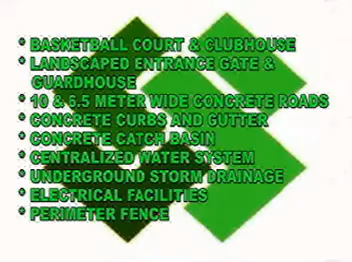 * BASKETBALL COURT & CLUBHOUSE
* LANDSCAPED ENTRANCE GATE &
GUARDHOUSE
* 10 & 6.5 METER WIDE CONCRETE ROADS
* CONCRETE CURBS AND GUTTER
* CONCRETE CATCH BASIN
* CENTRALIZED WATER SYSTEM
* UNDERGROUND STORM DRAINAGE
* ELECTRICAL FACILITIES
* PERIMETER FENCE